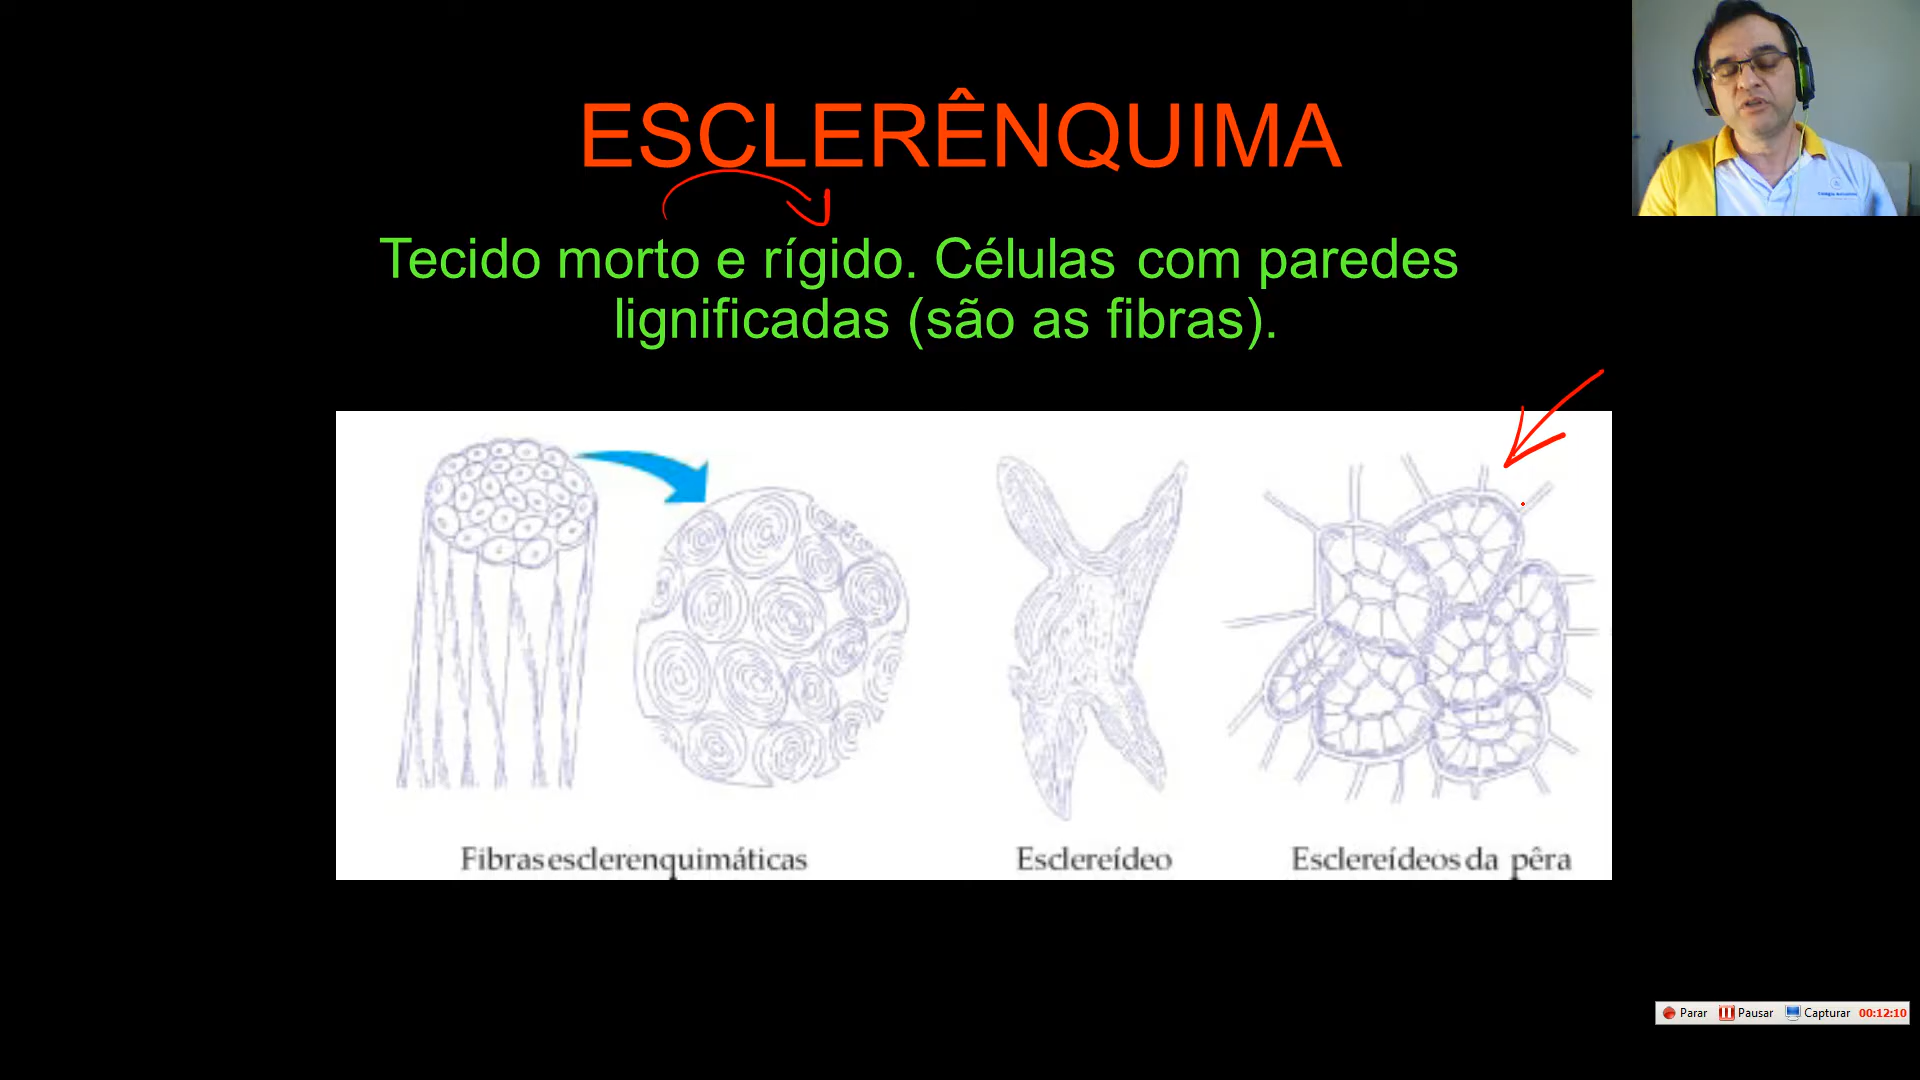 ESCLERÊNQUIMA
Tecido morto e rígido. Células com paredes
lignificadas (são as fibras).
Fibras esclerenquimáticas
Esclereídeo
Esclereídeos da pêra
Parar Pausar Capturar 00:12:10